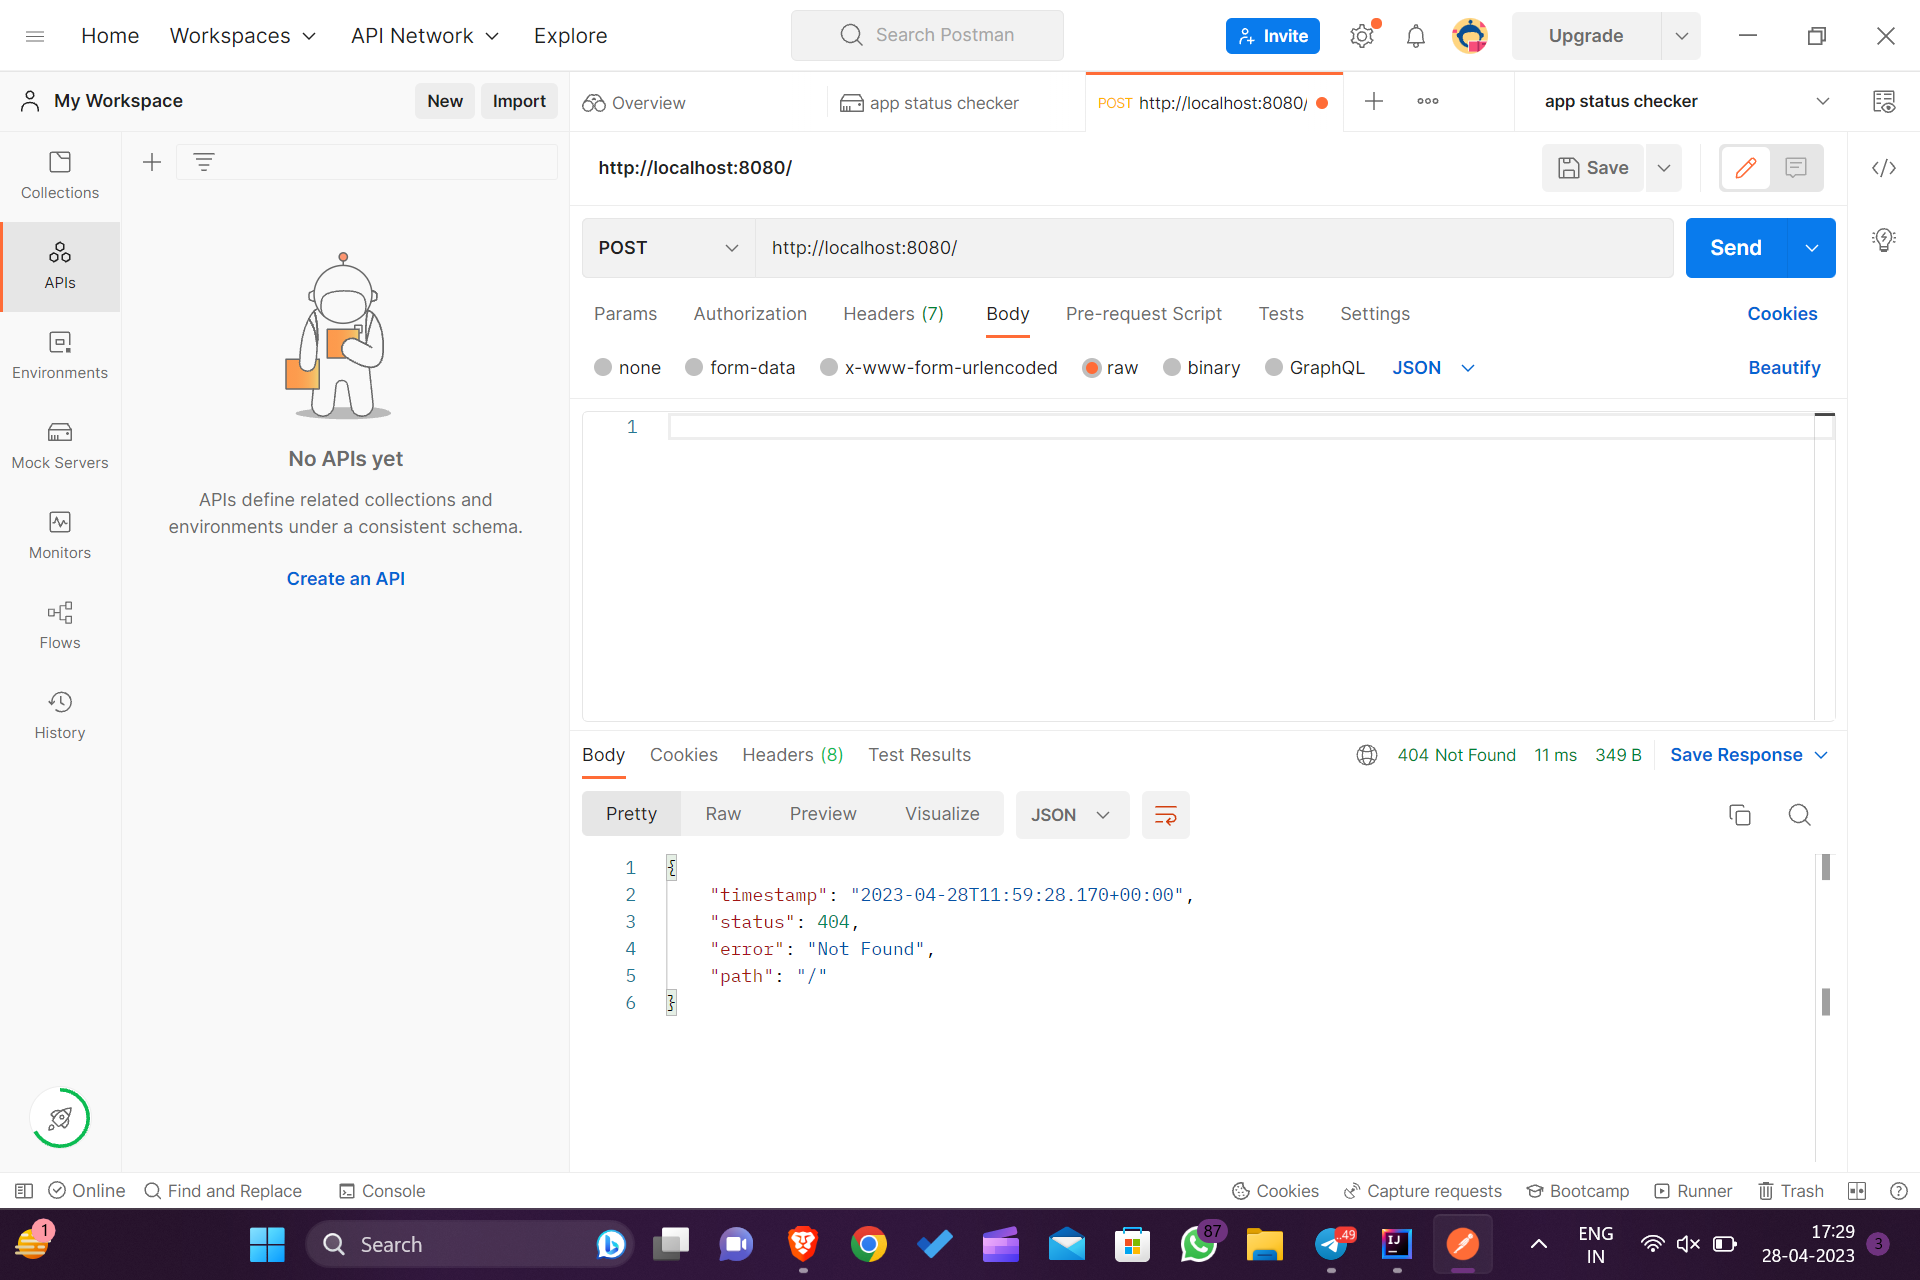 Home
Workspaces
API Network
Explore
Search Postman
Invite
Upgrade
My Workspace
New
Import
Overview
app status checker
POST http://localhost:8080/
app status checker
http://localhost:8080/
Save
POST
http://localhost:8080/
Send
Params
Authorization
Headers (7)
Body
Pre-request Script
Tests
Settings
Cookies
none
form-data
x-www-form-urlencoded
raw
binary
GraphQL
JSON
Beautify
1
Collections
APIs
Environments
Mock Servers
Monitors
Flows
History
No APIs yet
APIs define related collections and
environments under a consistent schema.
Create an API
Body
Cookies
Headers (8)
Test Results
404 Not Found
11 ms
349 B
Save Response
Pretty
Raw
Preview
Visualize
JSON
1 {
2 "timestamp": "2023-04-28T11:59:28.170+00:00",
3 "status": 404,
4 "error": "Not Found",
5 "path": "/"
6 }
Online
Find and Replace
Console
Cookies
Capture requests
Bootcamp
Runner
Trash
1
Search
87
..49
IJ
ENG
IN
17:29
28-04-2023
3